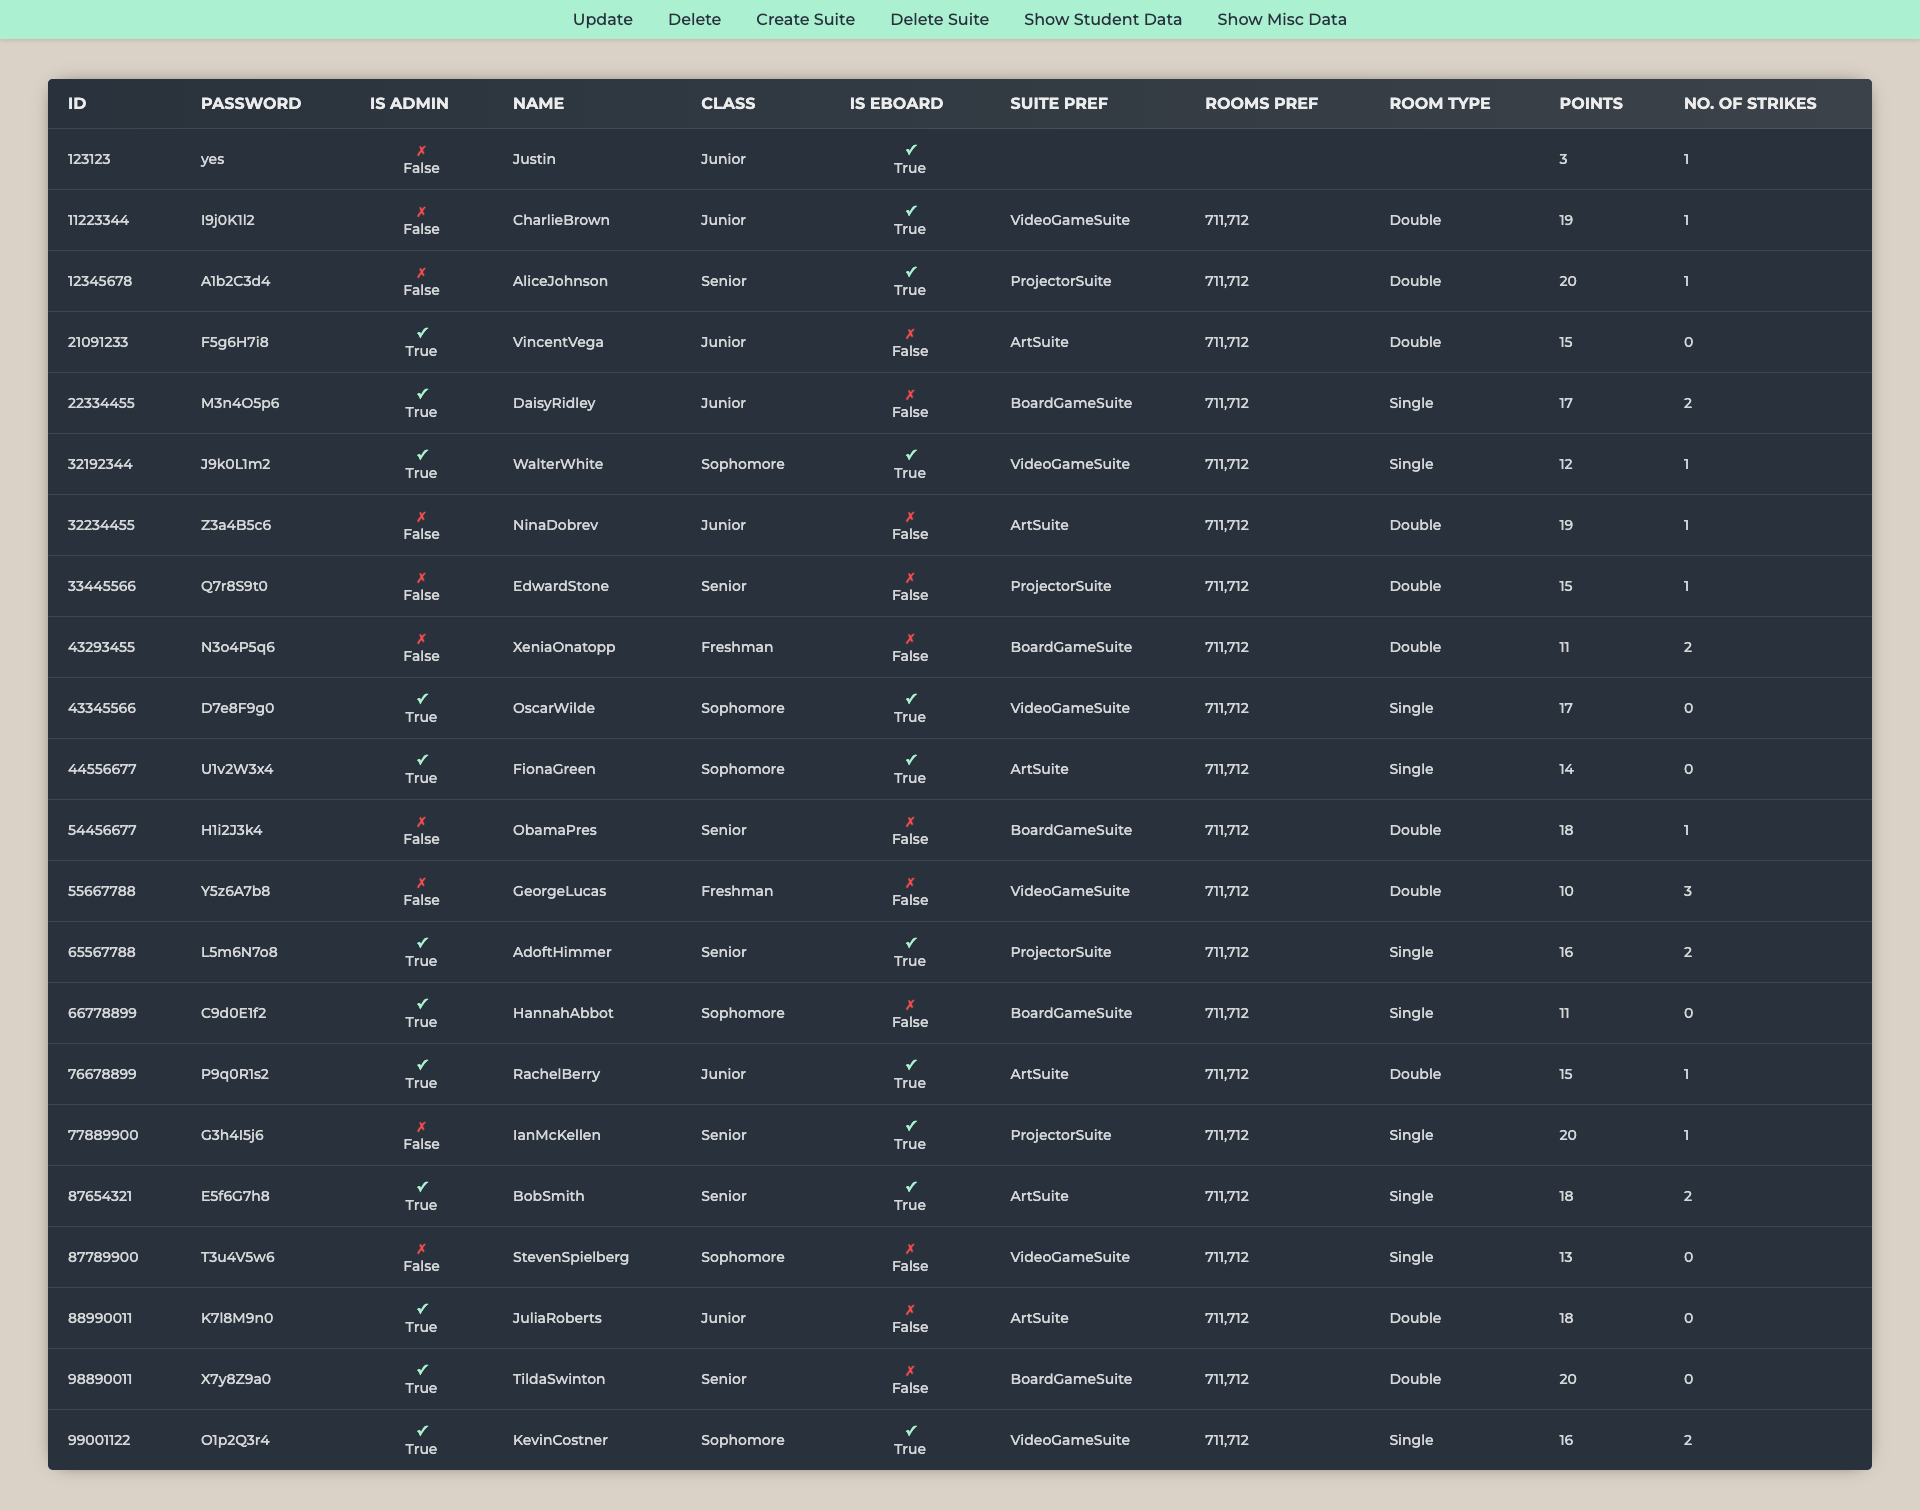 Update Delete Create Suite Delete Suite Show Student Data Show Misc Data
ID PASSWORD IS ADMIN NAME CLASS IS EBOARD SUITE PREF ROOMS PREF ROOM TYPE POINTS NO. OF STRIKES
123123 yes ✗ False Justin Junior ✔ True 3 1
11223344 I9j0K1l2 ✗ False CharlieBrown Junior ✔ True VideoGameSuite 711,712 Double 19 1
12345678 A1b2C3d4 ✗ False AliceJohnson Senior ✔ True ProjectorSuite 711,712 Double 20 1
21091233 F5g6H7i8 ✔ True VincentVega Junior ✗ False ArtSuite 711,712 Double 15 0
22334455 M3n4O5p6 ✔ True DaisyRidley Junior ✗ False BoardGameSuite 711,712 Single 17 2
32192344 J9k0L1m2 ✔ True WalterWhite Sophomore ✔ True VideoGameSuite 711,712 Single 12 1
32234455 Z3a4B5c6 ✗ False NinaDobrev Junior ✗ False ArtSuite 711,712 Double 19 1
33445566 Q7r8S9t0 ✗ False EdwardStone Senior ✗ False ProjectorSuite 711,712 Double 15 1
43293455 N3o4P5q6 ✗ False XeniaOnatopp Freshman ✗ False BoardGameSuite 711,712 Double 11 2
43345566 D7e8F9g0 ✔ True OscarWilde Sophomore ✔ True VideoGameSuite 711,712 Single 17 0
44556677 U1v2W3x4 ✔ True FionaGreen Sophomore ✔ True ArtSuite 711,712 Single 14 0
54456677 H1i2J3k4 ✗ False ObamaPres Senior ✗ False BoardGameSuite 711,712 Double 18 1
55667788 Y5z6A7b8 ✗ False GeorgeLucas Freshman ✗ False VideoGameSuite 711,712 Double 10 3
65567788 L5m6N7o8 ✔ True AdoftHimmer Senior ✔ True ProjectorSuite 711,712 Single 16 2
66778899 C9d0E1f2 ✔ True HannahAbbot Sophomore ✗ False BoardGameSuite 711,712 Single 11 0
76678899 P9q0R1s2 ✔ True RachelBerry Junior ✔ True ArtSuite 711,712 Double 15 1
77889900 G3h4I5j6 ✗ False IanMcKellen Senior ✔ True ProjectorSuite 711,712 Single 20 1
87654321 E5f6G7h8 ✔ True BobSmith Senior ✔ True ArtSuite 711,712 Single 18 2
87789900 T3u4V5w6 ✗ False StevenSpielberg Sophomore ✗ False VideoGameSuite 711,712 Single 13 0
88990011 K7l8M9n0 ✔ True JuliaRoberts Junior ✗ False ArtSuite 711,712 Double 18 0
98890011 X7y8Z9a0 ✔ True TildaSwinton Senior ✗ False BoardGameSuite 711,712 Double 20 0
99001122 O1p2Q3r4 ✔ True KevinCostner Sophomore ✔ True VideoGameSuite 711,712 Single 16 2